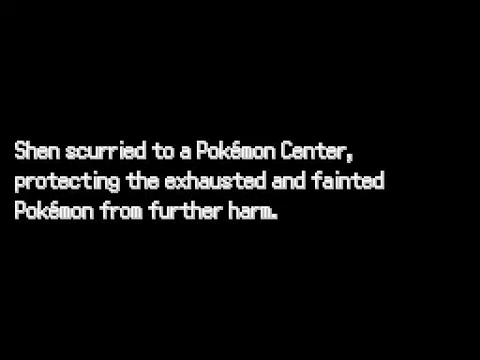 Shen scurried to a Pokémon Center,
protecting the exhausted and fainted
Pokémon from further harm.